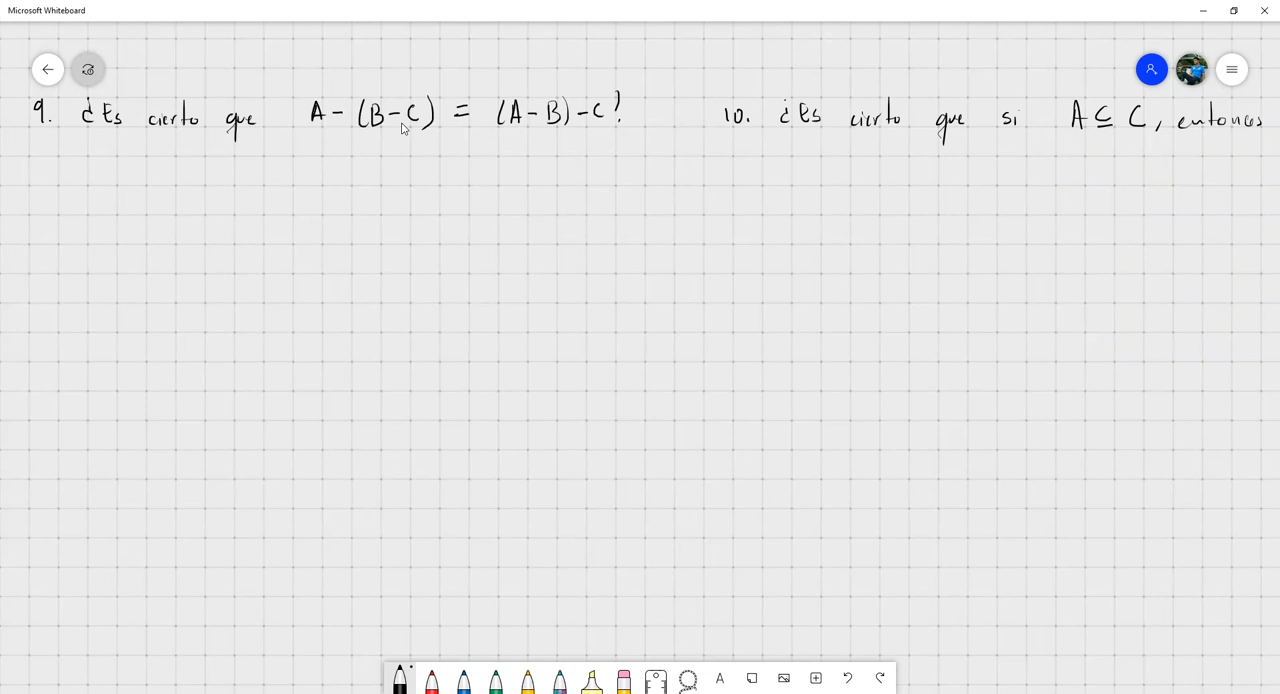 Microsoft Whiteboard
9. ¿Es cierto que A - (B - C) = (A - B) - C?
10. ¿Es cierto que si A ⊆ C, entonces
A